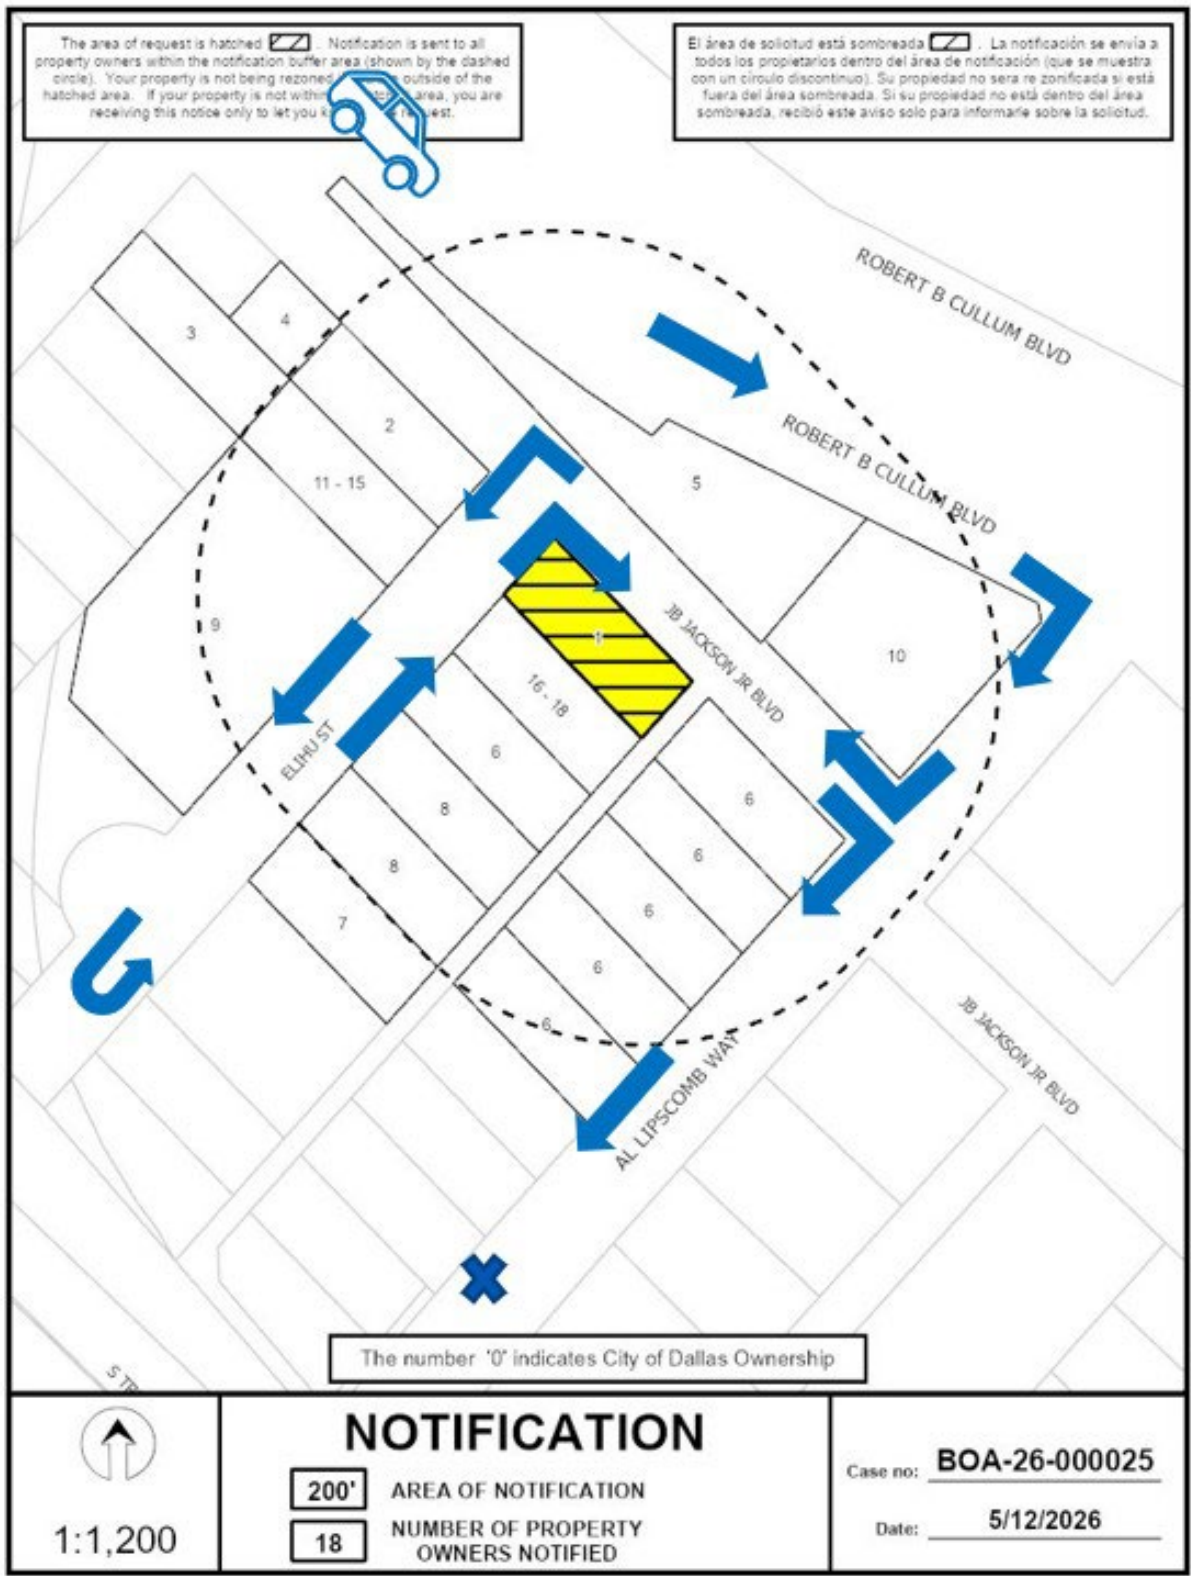 The area of request is hatched . Notification is sent to all
property owners within the notification buffer area (shown by the dashed
circle). Your property is not being rezoned outside of the
hatched area. If your property is not within area, you are
receiving this notice only to let you
El área de solicitud está sombreada . La notificación se envía a
todos los propietarios dentro del área de notificación (que se muestra
con un círculo discontinuo). Su propiedad no sera re zonificada si está
fuera del área sombreada. Si su propiedad no está dentro del área
sombreada, recibió este aviso solo para informarle sobre la solicitud.
ROBERT B CULLUM BLVD
3
4
2
ROBERT B CULLUM BLVD
11 - 15
5
9
1
JB JACKSON JR BLVD
10
16 - 18
ELIHU ST
6
8
8
7
6
6
6
6
6
JB JACKSON JR BLVD
AL LIPSCOMB WAY
The number '0' indicates City of Dallas Ownership
S TR
1:1,200
NOTIFICATION
200' AREA OF NOTIFICATION
18 NUMBER OF PROPERTY
OWNERS NOTIFIED
Case no: BOA-26-000025
Date: 5/12/2026